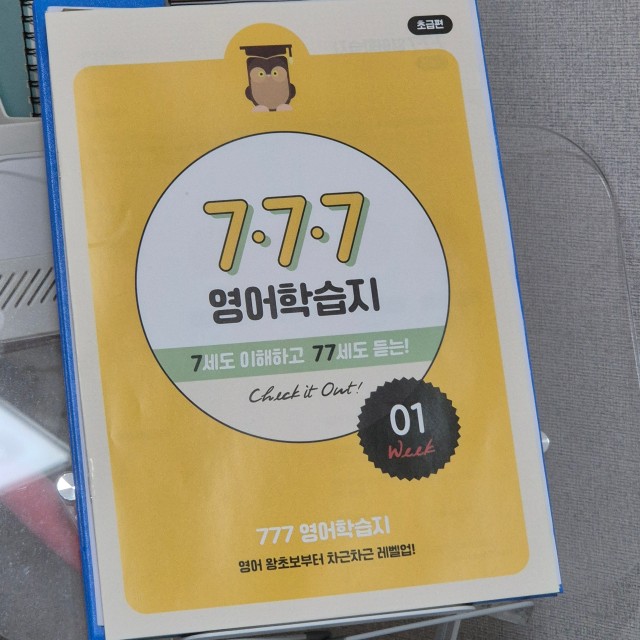 초급편
7·7·7
영어학습지
7세도 이해하고 77세도 듣는!
Check it Out!
01
Week
777 영어학습지
영어 왕초보부터 차근차근 레벨업!